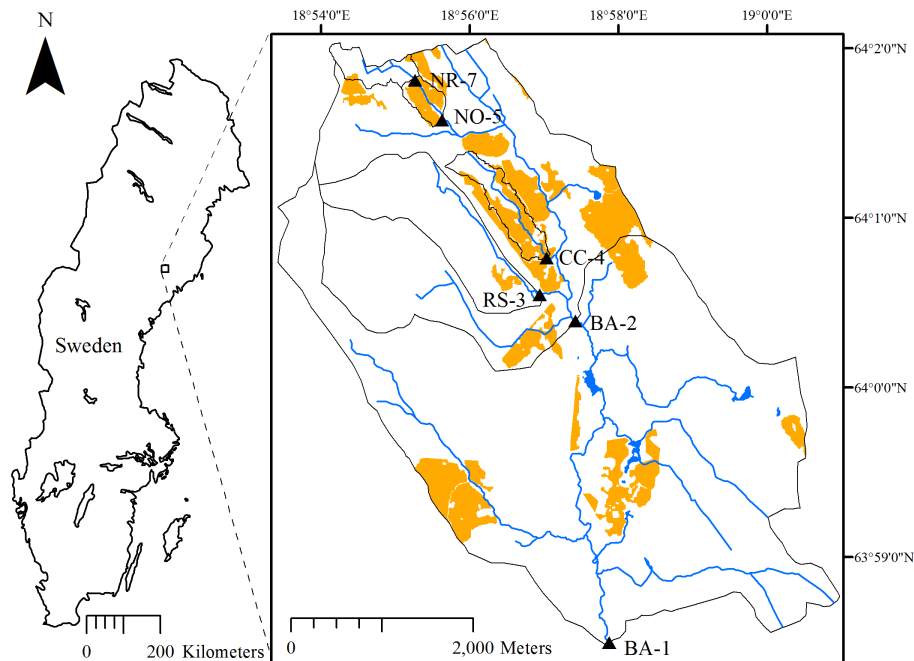 N
18°54'0"E 18°56'0"E 18°58'0"E 19°0'0"E
64°2'0"N
NR-7
NO-5
64°1'0"N
CC-4
RS-3
BA-2
Sweden
64°0'0"N
63°59'0"N
0 200 Kilometers
0 2,000 Meters
BA-1